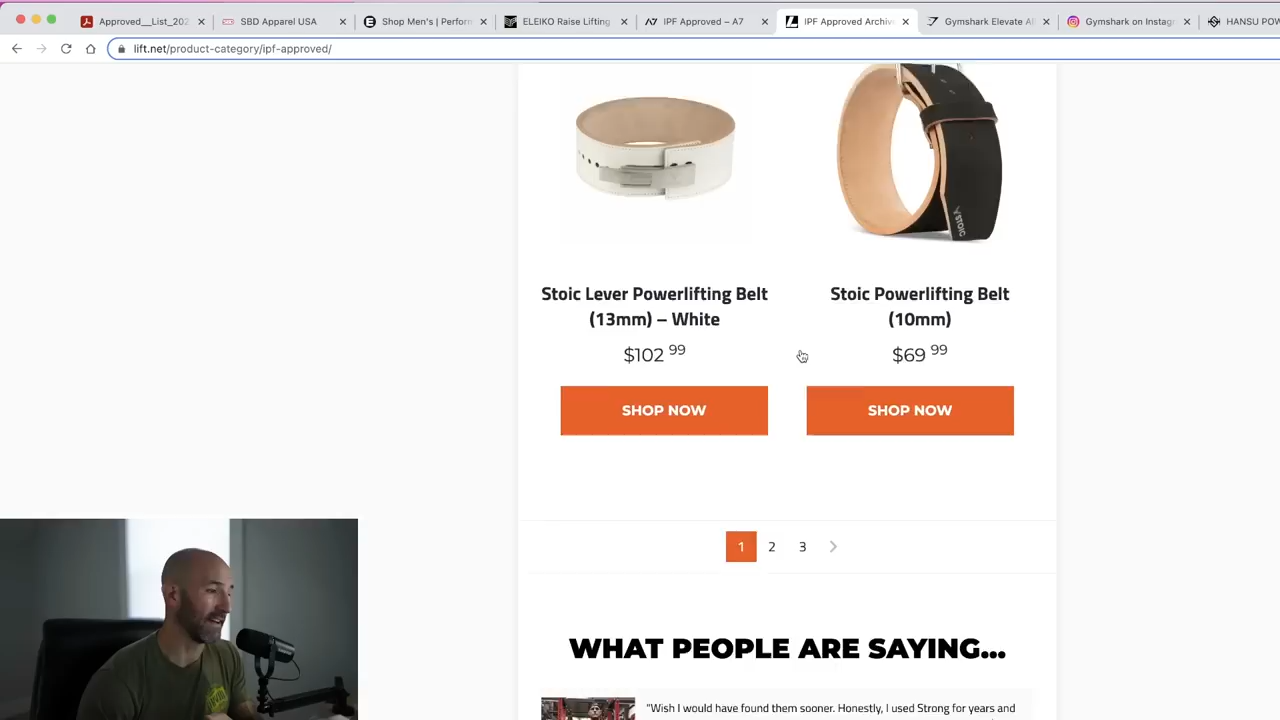 Approved__List_202
SBD Apparel USA
Shop Men's | Perform
ELEIKO Raise Lifting
IPF Approved – A7
IPF Approved Archive
Gymshark Elevate Al
Gymshark on Instag
HANSU POW
lift.net/product-category/ipf-approved/
STOIC
Stoic Lever Powerlifting Belt
(13mm) – White
$102 99
SHOP NOW
Stoic Powerlifting Belt
(10mm)
$69 99
SHOP NOW
1 2 3
WHAT PEOPLE ARE SAYING...
"Wish I would have found them sooner. Honestly, I used Strong for years and